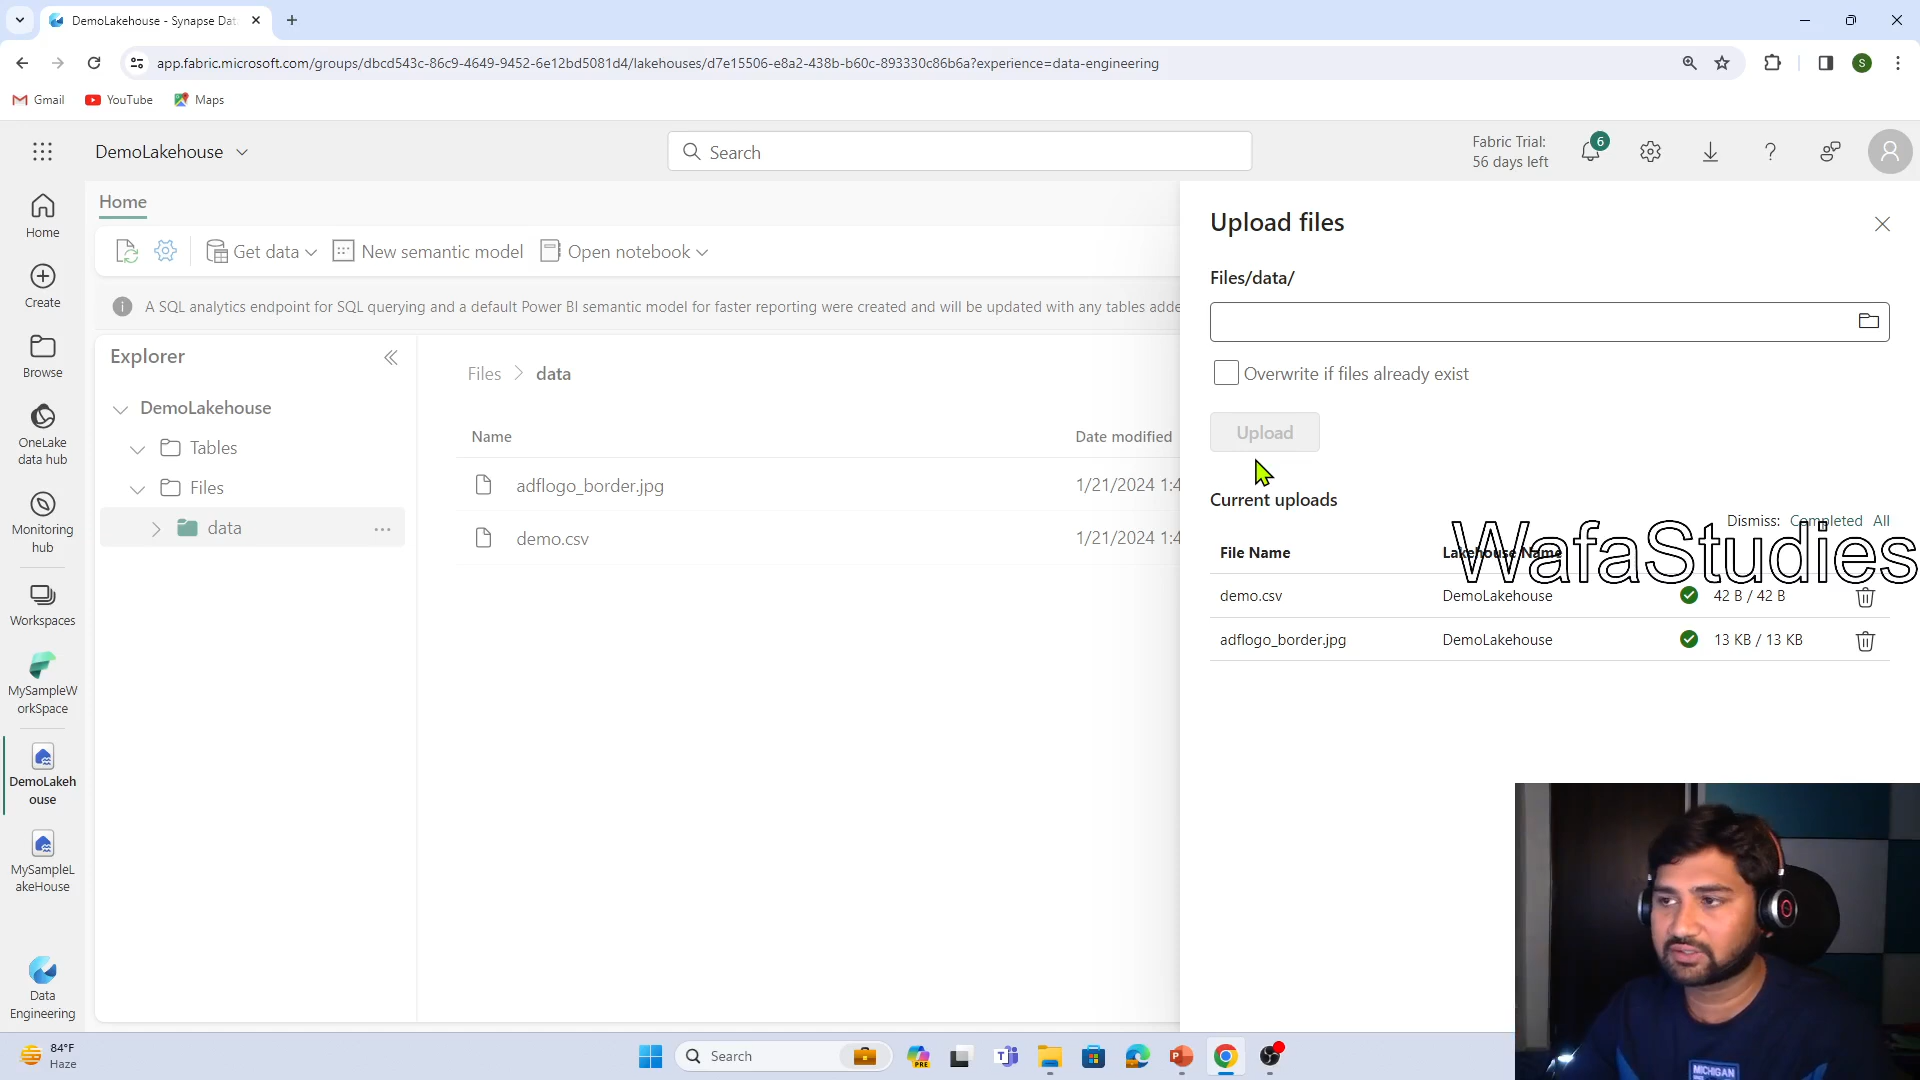 DemoLakehouse - Synapse Dat
app.fabric.microsoft.com/groups/dbcd543c-86c9-4649-9452-6e12bd5081d4/lakehouses/d7e15506-e8a2-438b-b60c-893330c86b6a?experience=data-engineering
S
Gmail
YouTube
Maps
DemoLakehouse
Search
Fabric Trial:
56 days left
6
Home
Create
Browse
OneLake
data hub
Monitoring
hub
Workspaces
MySampleW
orkSpace
DemoLakeh
ouse
MySampleL
akeHouse
Data
Engineering
Home
Get data
New semantic model
Open notebook
A SQL analytics endpoint for SQL querying and a default Power BI semantic model for faster reporting were created and will be updated with any tables adde
Explorer
DemoLakehouse
Tables
Files
data
Files > data
Name
Date modified
adflogo_border.jpg
1/21/2024 1:4
demo.csv
1/21/2024 1:4
Upload files
Files/data/
Overwrite if files already exist
Upload
Current uploads
Dismiss: Completed All
WafaStudies
File Name
Lakehouse Name
demo.csv
DemoLakehouse
42 B / 42 B
adflogo_border.jpg
DemoLakehouse
13 KB / 13 KB
MICHIGAN
84°F
Haze
Search
PRE